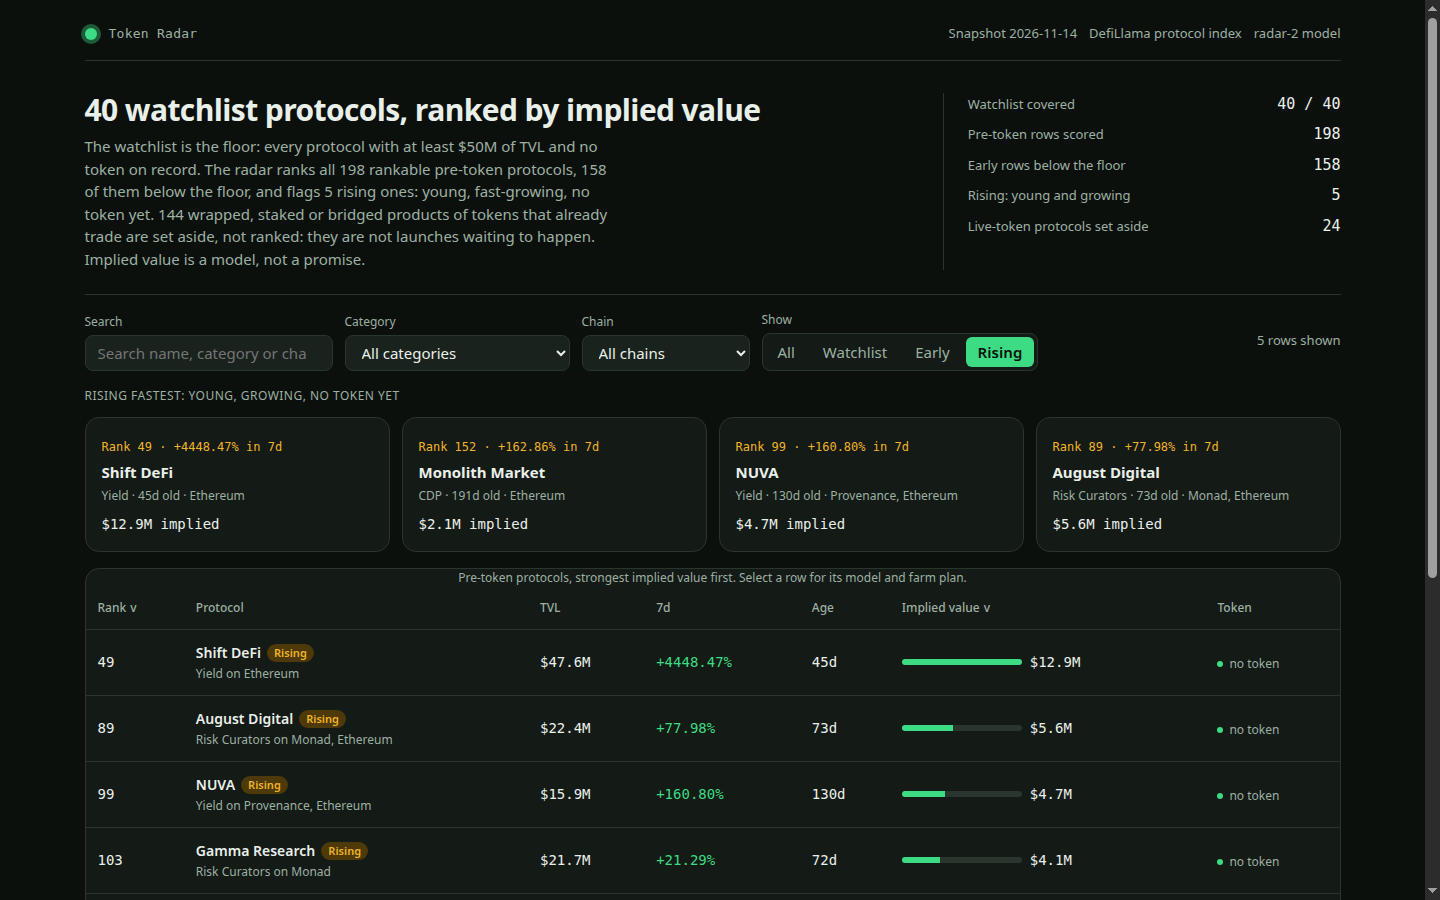 Token Radar
Snapshot 2026-11-14 DefiLlama protocol index radar-2 model
40 watchlist protocols, ranked by implied value
The watchlist is the floor: every protocol with at least $50M of TVL and no
token on record. The radar ranks all 198 rankable pre-token protocols, 158
of them below the floor, and flags 5 rising ones: young, fast-growing, no
token yet. 144 wrapped, staked or bridged products of tokens that already
trade are set aside, not ranked: they are not launches waiting to happen.
Implied value is a model, not a promise.
Watchlist covered 40 / 40
Pre-token rows scored 198
Early rows below the floor 158
Rising: young and growing 5
Live-token protocols set aside 24
Search
Search name, category or cha
Category
All categories
Chain
All chains
Show
All Watchlist Early Rising
5 rows shown
RISING FASTEST: YOUNG, GROWING, NO TOKEN YET
Rank 49 · +4448.47% in 7d
Shift DeFi
Yield · 45d old · Ethereum
$12.9M implied
Rank 152 · +162.86% in 7d
Monolith Market
CDP · 191d old · Ethereum
$2.1M implied
Rank 99 · +160.80% in 7d
NUVA
Yield · 130d old · Provenance, Ethereum
$4.7M implied
Rank 89 · +77.98% in 7d
August Digital
Risk Curators · 73d old · Monad, Ethereum
$5.6M implied
Pre-token protocols, strongest implied value first. Select a row for its model and farm plan.
Rank v Protocol TVL 7d Age Implied value v Token
49 Shift DeFi Rising $47.6M +4448.47% 45d $12.9M no token
Yield on Ethereum
89 August Digital Rising $22.4M +77.98% 73d $5.6M no token
Risk Curators on Monad, Ethereum
99 NUVA Rising $15.9M +160.80% 130d $4.7M no token
Yield on Provenance, Ethereum
103 Gamma Research Rising $21.7M +21.29% 72d $4.1M no token
Risk Curators on Monad